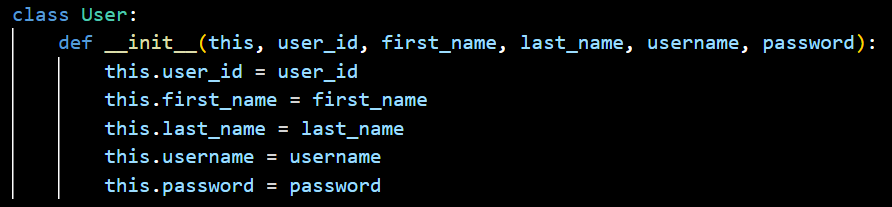 class User:
    def __init__(this, user_id, first_name, last_name, username, password):
        this.user_id = user_id
        this.first_name = first_name
        this.last_name = last_name
        this.username = username
        this.password = password